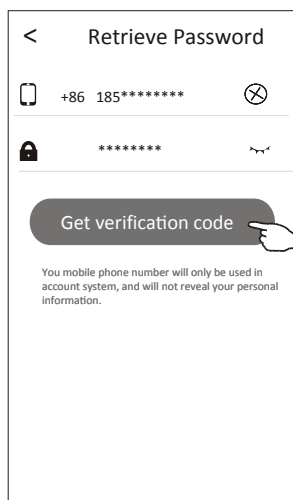 < Retrieve Password
+86 185********
********
Get verification code
You mobile phone number will only be used in
account system, and will not reveal your personal
information.